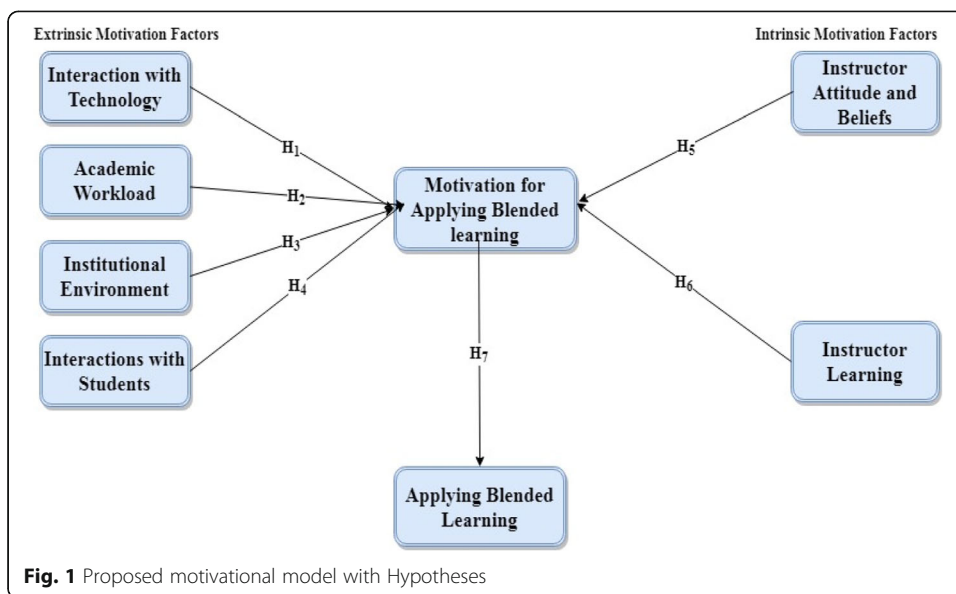 Extrinsic Motivation Factors
Intrinsic Motivation Factors
Interaction with
Technology
Academic
Workload
Institutional
Environment
Interactions with
Students
H1
H2
H3
H4
Motivation for
Applying Blended
learning
H5
H6
Instructor
Attitude and
Beliefs
Instructor
Learning
H7
Applying Blended
Learning
Fig. 1 Proposed motivational model with Hypotheses